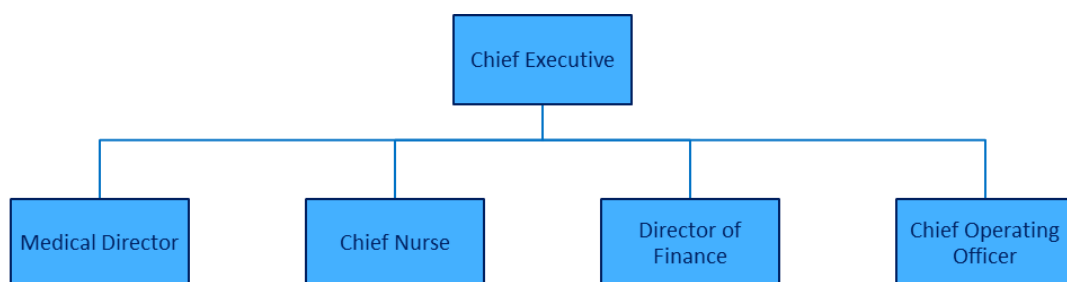 Chief Executive
Medical Director
Chief Nurse
Director of
Finance
Chief Operating
Officer